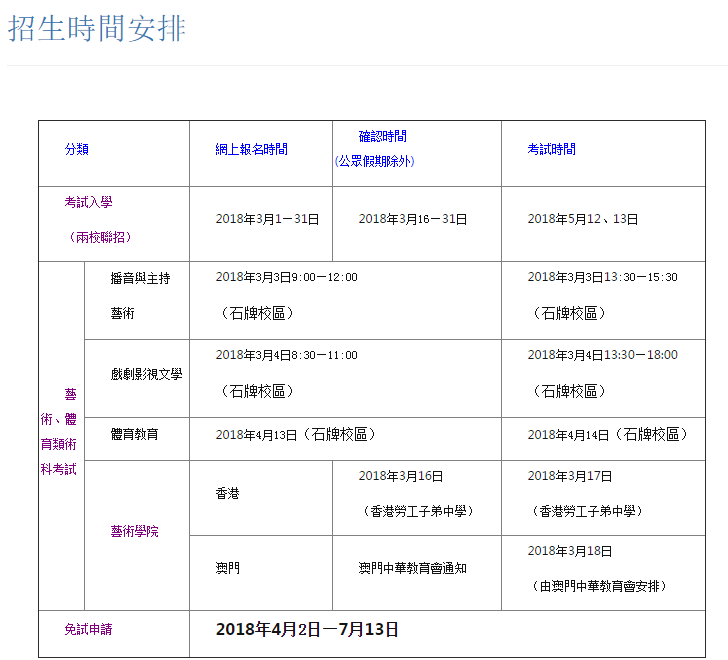 招生時間安排
分類
網上報名時間
確認時間
(公眾假期除外)
考試時間
考試入學
（兩校聯招）
2018年3月1－31日
2018年3月16－31日
2018年5月12、13日
藝
術、體
育類術
科考試
播音與主持
藝術
2018年3月3日9:00－12:00
（石牌校區）
2018年3月3日13:30－15:30
（石牌校區）
戲劇影視文學
2018年3月4日8:30－11:00
（石牌校區）
2018年3月4日13:30－18:00
（石牌校區）
體育教育
2018年4月13日（石牌校區）
2018年4月14日（石牌校區）
藝術學院
香港
2018年3月16日
（香港勞工子弟中學）
2018年3月17日
（香港勞工子弟中學）
澳門
澳門中華教育會通知
2018年3月18日
（由澳門中華教育會安排）
免試申請
2018年4月2日－7月13日